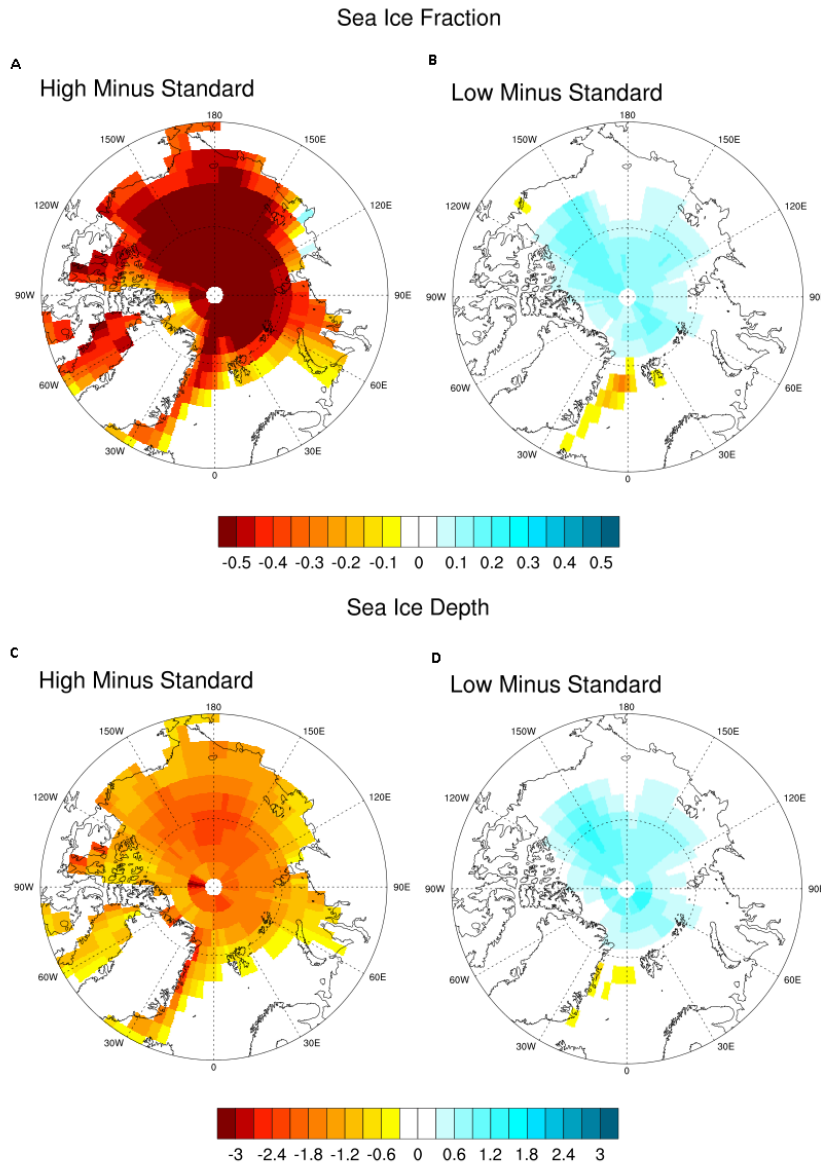 Sea Ice Fraction
A
B
High Minus Standard
Low Minus Standard
180
150W
150E
120W
120E
90W
90E
60W
60E
30W
30E
0
180
150W
150E
120W
120E
90W
90E
60W
60E
30W
30E
0
-0.5 -0.4 -0.3 -0.2 -0.1 0 0.1 0.2 0.3 0.4 0.5
Sea Ice Depth
C
D
High Minus Standard
Low Minus Standard
180
150W
150E
120W
120E
90W
90E
60W
60E
30W
30E
0
180
150W
150E
120W
120E
90W
90E
60W
60E
30W
30E
0
-3 -2.4 -1.8 -1.2 -0.6 0 0.6 1.2 1.8 2.4 3